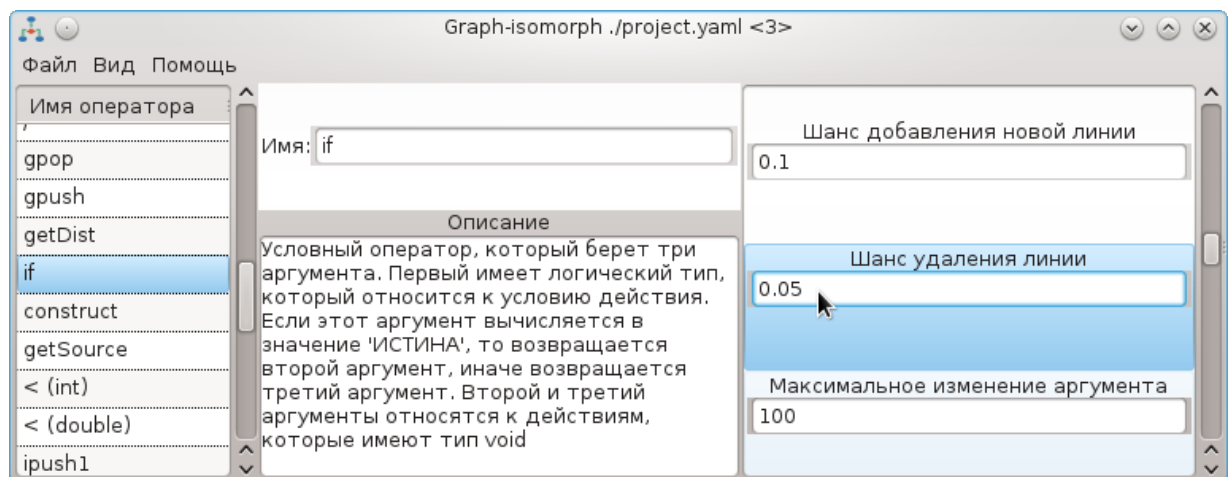 Graph-isomorph ./project.yaml <3>
Файл Вид Помощь
Имя оператора
gpop
gpush
getDist
if
construct
getSource
< (int)
< (double)
ipush1
Имя: if
Описание
Условный оператор, который берет три
аргумента. Первый имеет логический тип,
который относится к условию действия.
Если этот аргумент вычисляется в
значение 'ИСТИНА', то возвращается
второй аргумент, иначе возвращается
третий аргумент. Второй и третий
аргументы относятся к действиям,
которые имеют тип void
Шанс добавления новой линии
0.1
Шанс удаления линии
0.05
Максимальное изменение аргумента
100